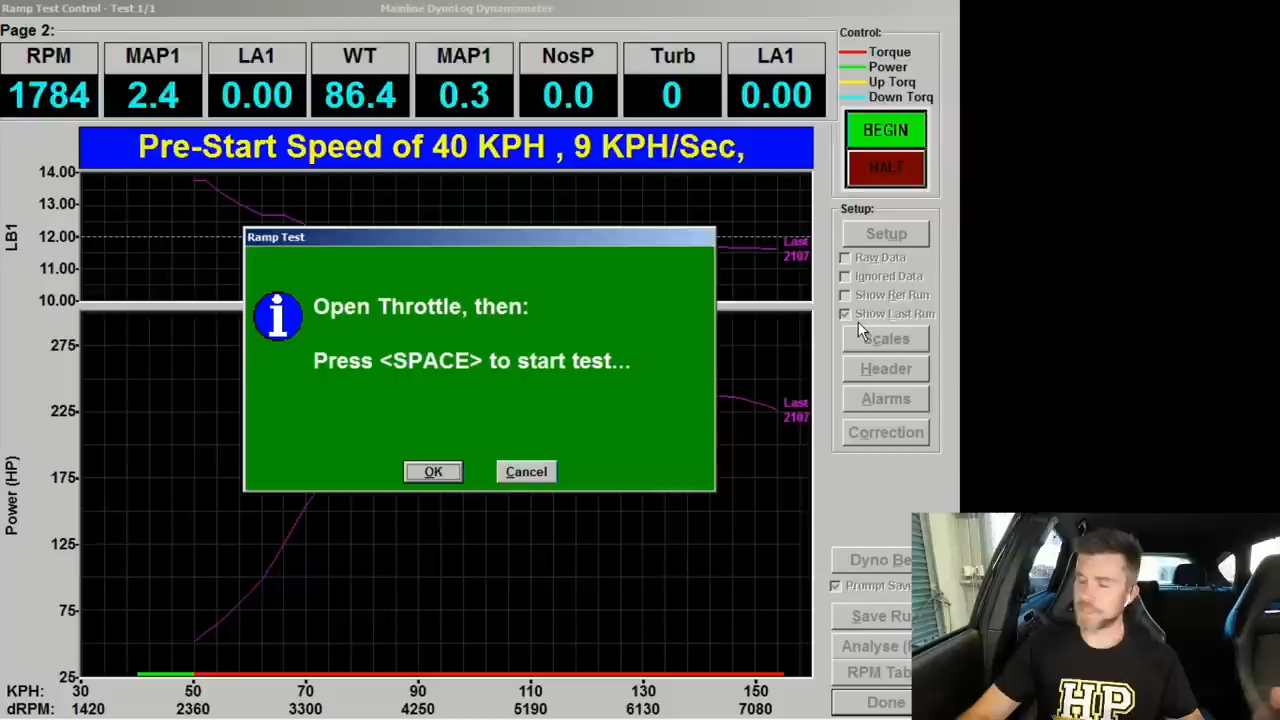 Ramp Test Control - Test 1/1
Mainline DynoLog Dynamometer
Page 2:
RPM MAP1 LA1 WT MAP1 NosP Turb LA1
1784 2.4 0.00 86.4 0.3 0.0 0 0.00
Control:
Torque
Power
Up Torq
Down Torq
BEGIN
HALT
Pre-Start Speed of 40 KPH , 9 KPH/Sec,
14.00
13.00
12.00
11.00
10.00
LB1
Last
2107
Ramp Test
Open Throttle, then:
Press <SPACE> to start test...
OK
Cancel
Setup:
Setup
Raw Data
Ignored Data
Show Ref Run
Show Last Run
Scales
Header
Alarms
Correction
275
225
175
125
75
25
Power (HP)
Last
2107
Dyno Be
Prompt Save
Save Ru
Analyse (
RPM Tab
Done
KPH: 30 50 70 90 110 130 150
dRPM: 1420 2360 3300 4250 5190 6130 7080
HP